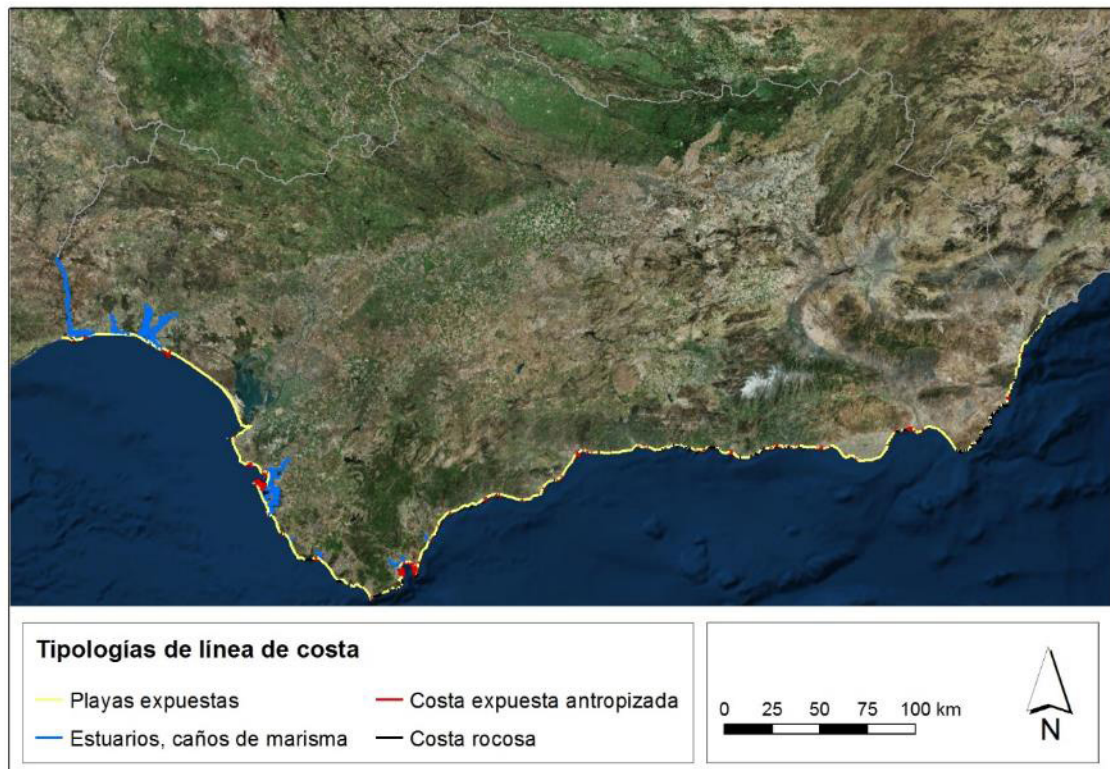 Tipologías de línea de costa
Playas expuestas
Costa expuesta antropizada
Estuarios, caños de marisma
Costa rocosa
0 25 50 75 100 km
N